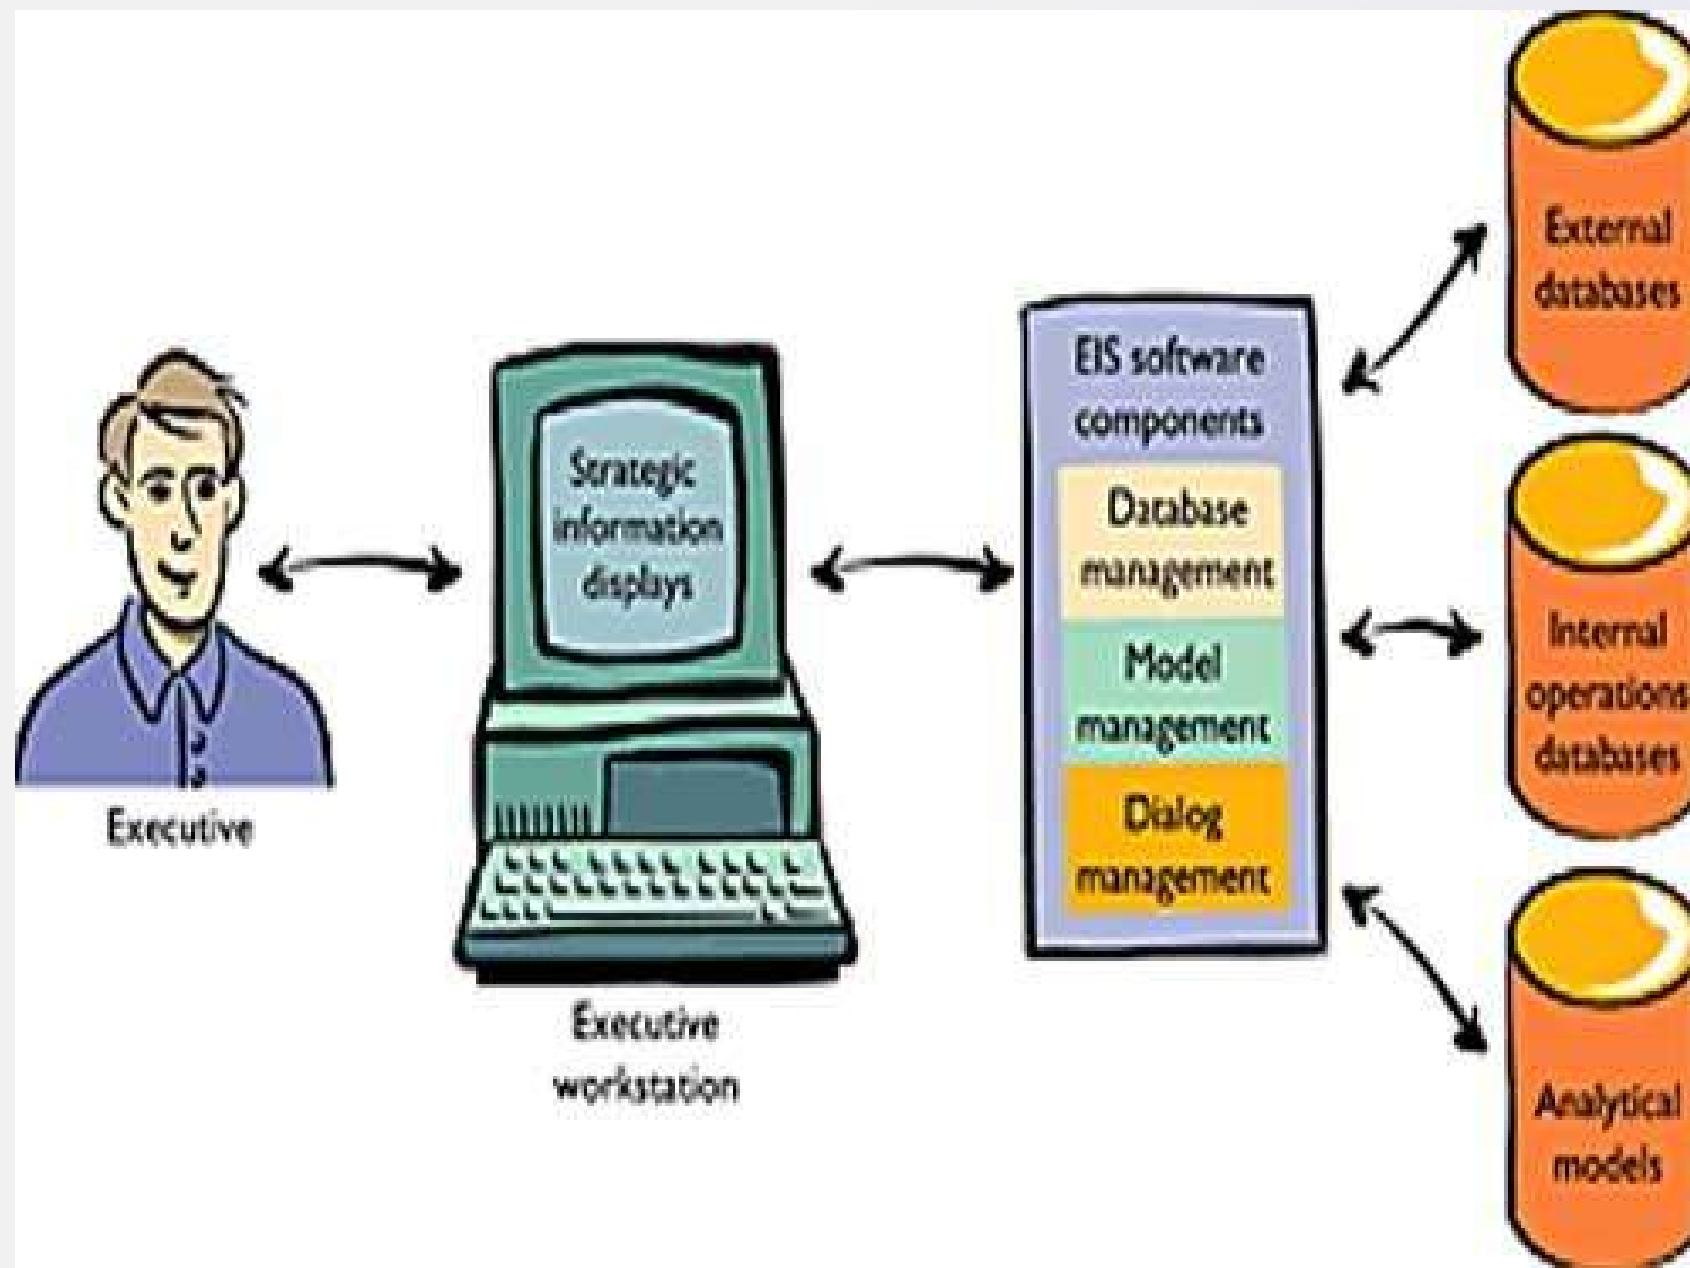 Executive
Strategic
information
displays
Executive
workstation
EIS software
components
Database
management
Model
management
Dialog
management
External
databases
Internal
operations
databases
Analytical
models